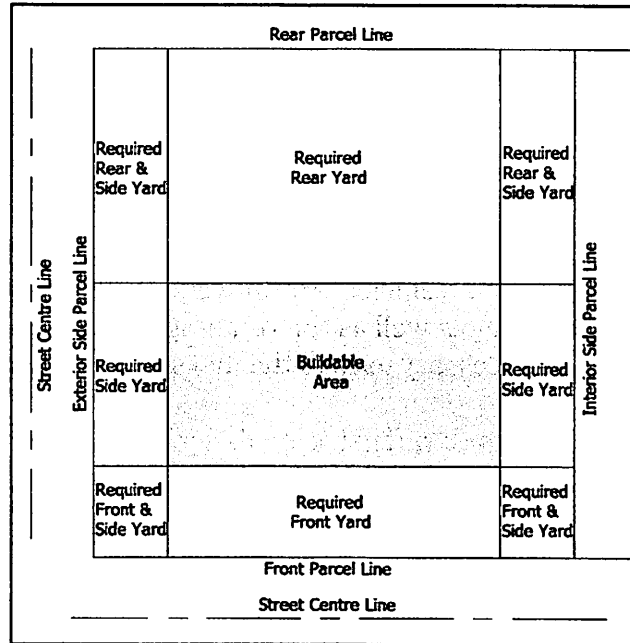 Rear Parcel Line
Required
Rear &
Side Yard
Required
Rear Yard
Required
Rear &
Side Yard
Street Centre Line
Exterior Side Parcel Line
Required
Side Yard
Buildable
Area
Required
Side Yard
Interior Side Parcel Line
Required
Front &
Side Yard
Required
Front Yard
Required
Front &
Side Yard
Front Parcel Line
Street Centre Line